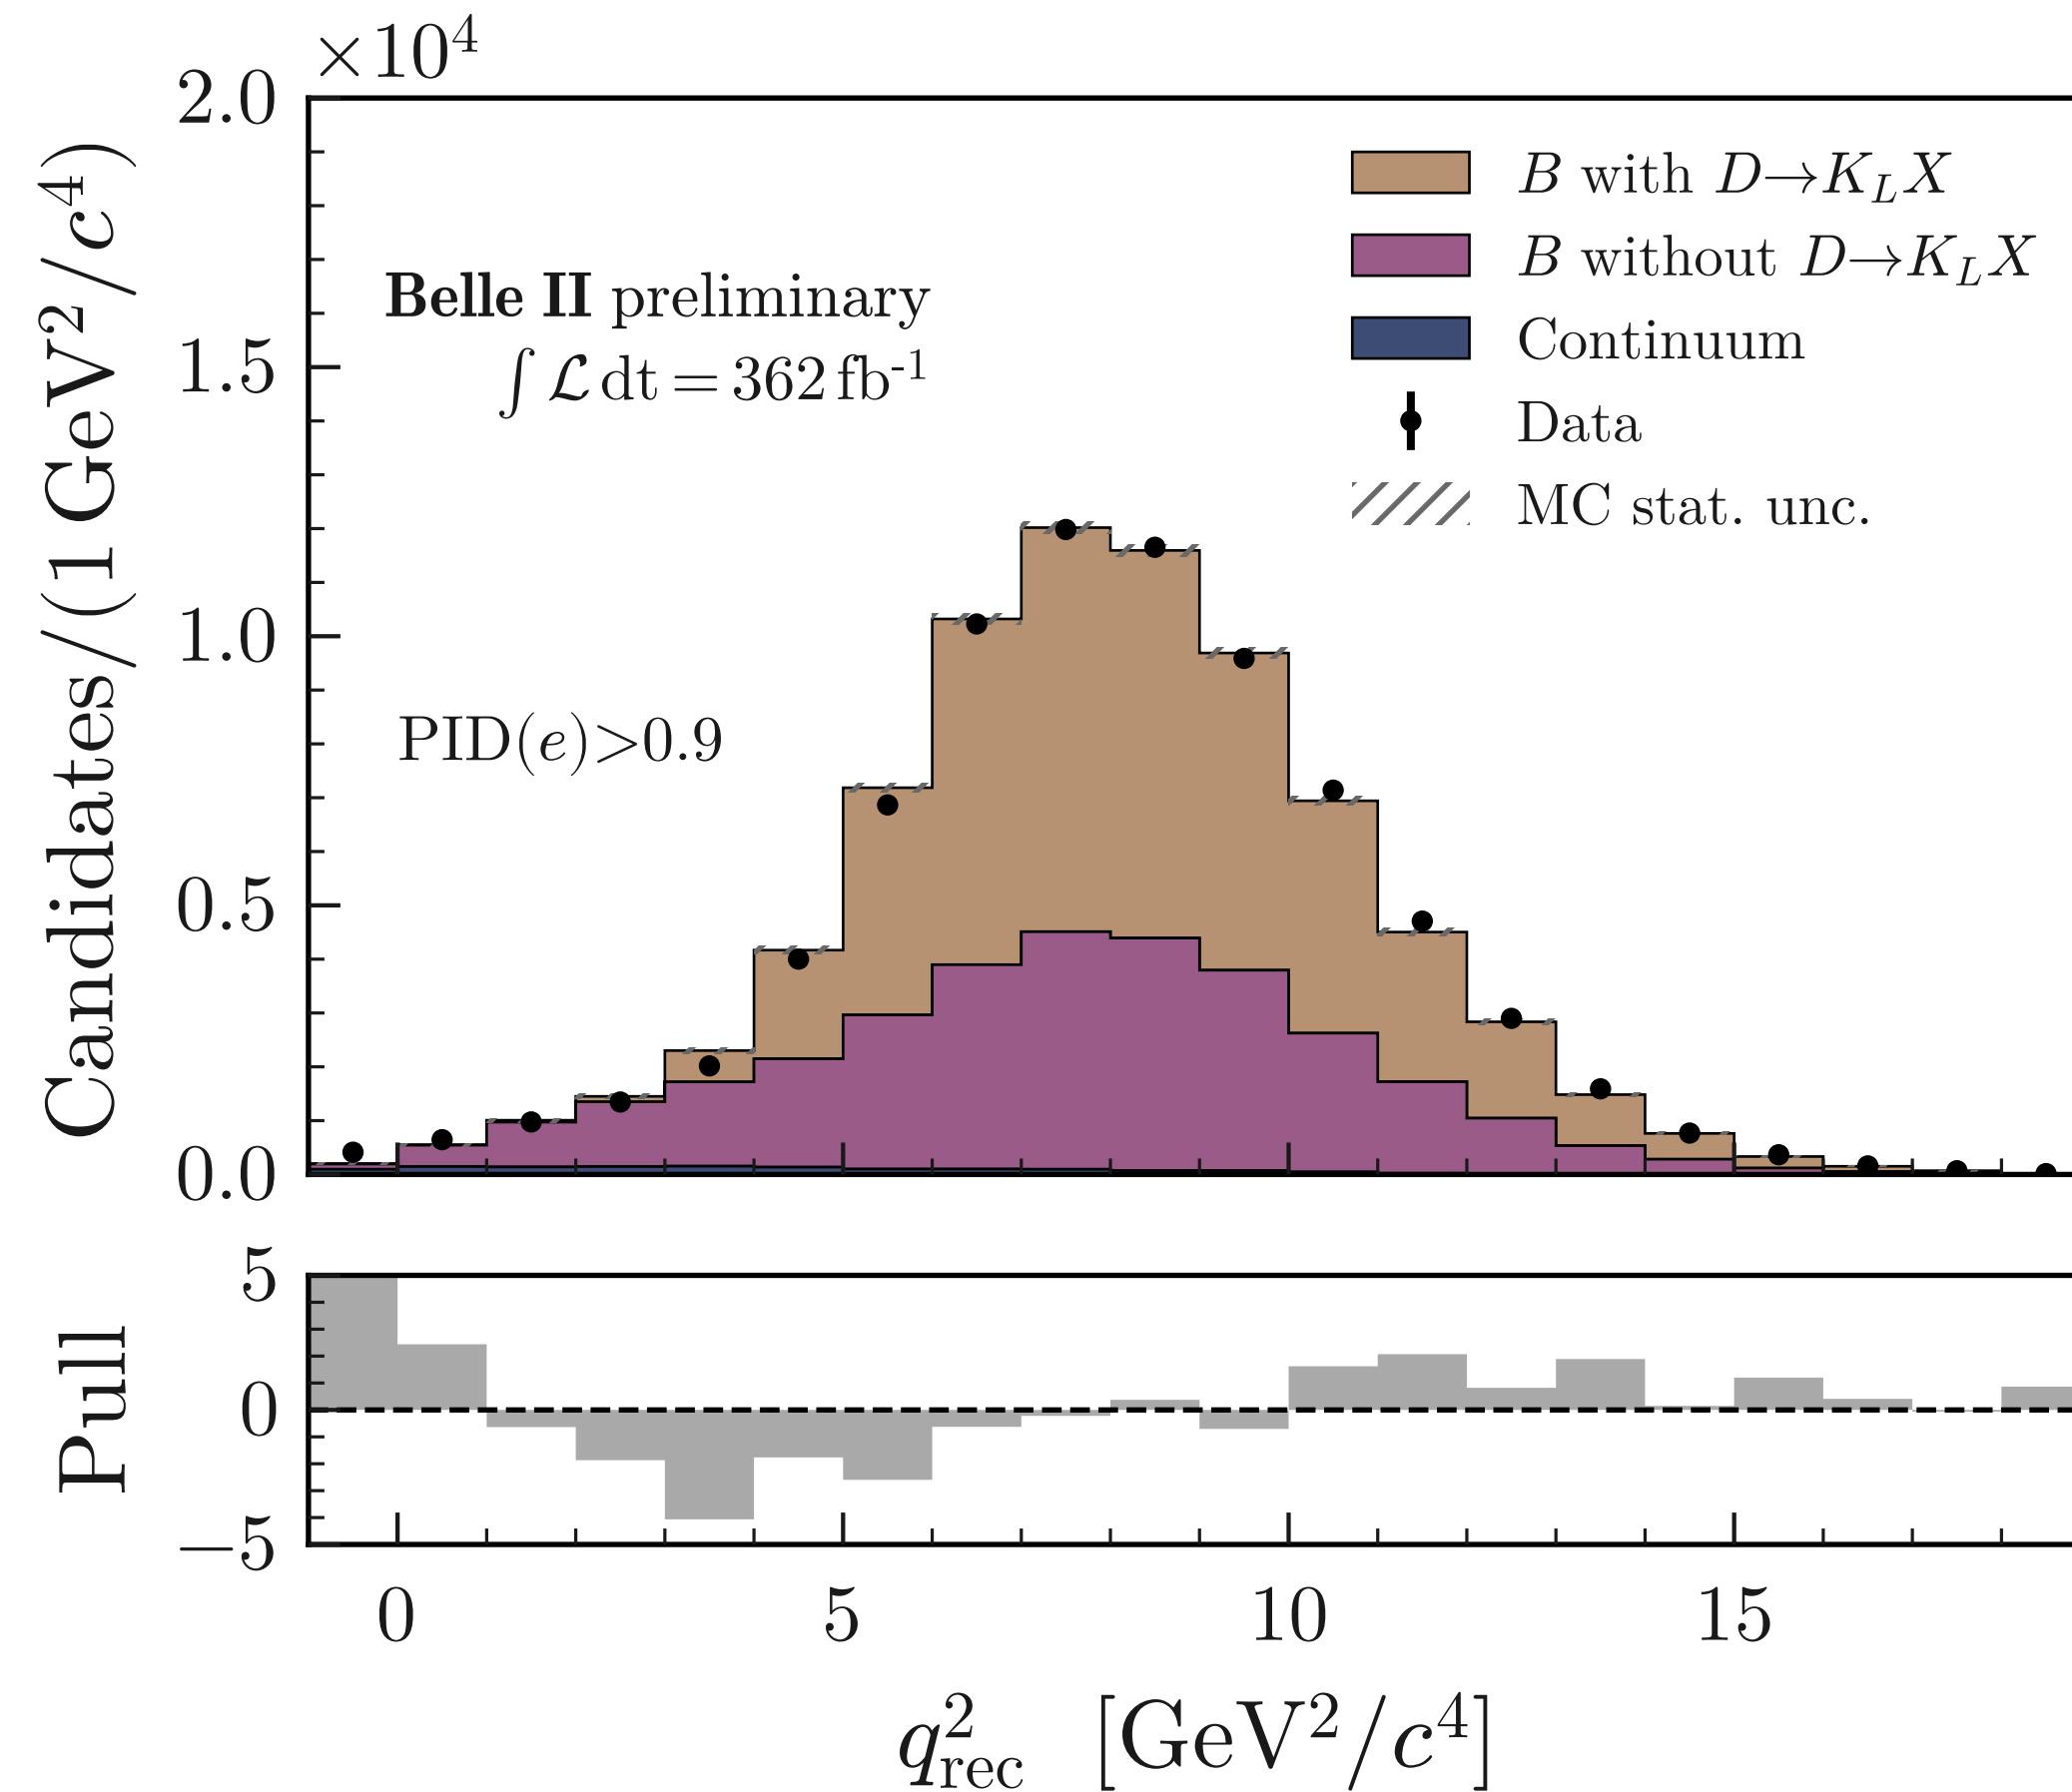 ×10⁴
2.0
1.5
1.0
0.5
0.0
Candidates/(1 GeV²/c⁴)
Belle II preliminary
∫ ℒ dt = 362 fb⁻¹
PID(e)>0.9
B with D→K_L X
B without D→K_L X
Continuum
Data
MC stat. unc.
5
0
−5
Pull
0 5 10 15
q²_rec [GeV²/c⁴]